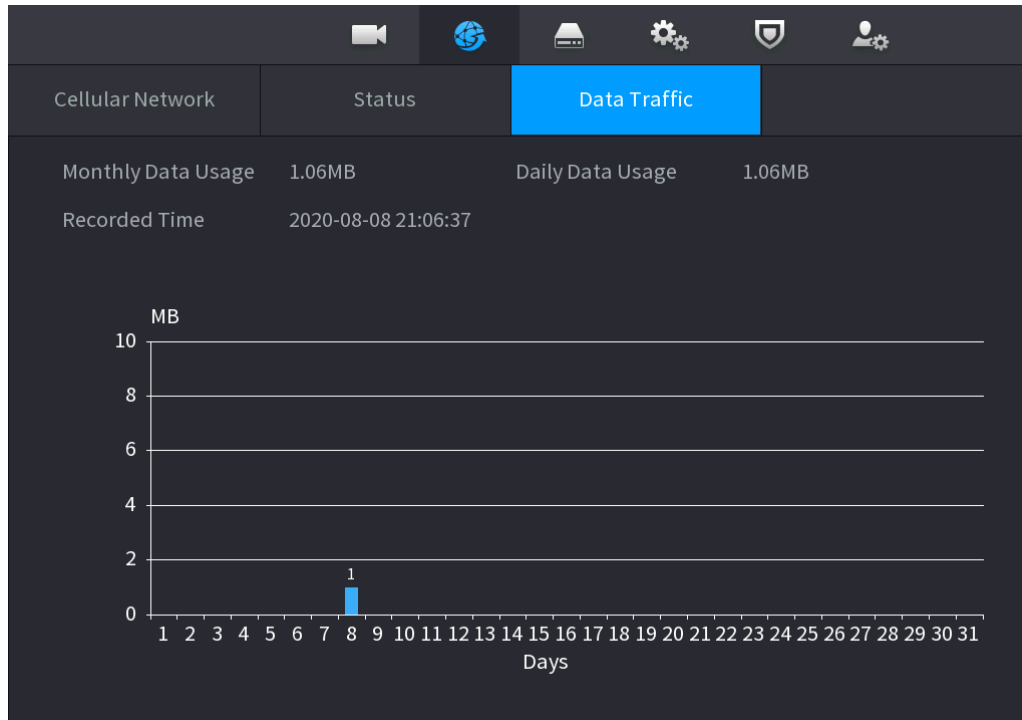 Cellular Network Status Data Traffic
Monthly Data Usage 1.06MB Daily Data Usage 1.06MB
Recorded Time 2020-08-08 21:06:37
MB
10
8
6
4
2
1
0
1 2 3 4 5 6 7 8 9 10 11 12 13 14 15 16 17 18 19 20 21 22 23 24 25 26 27 28 29 30 31
Days